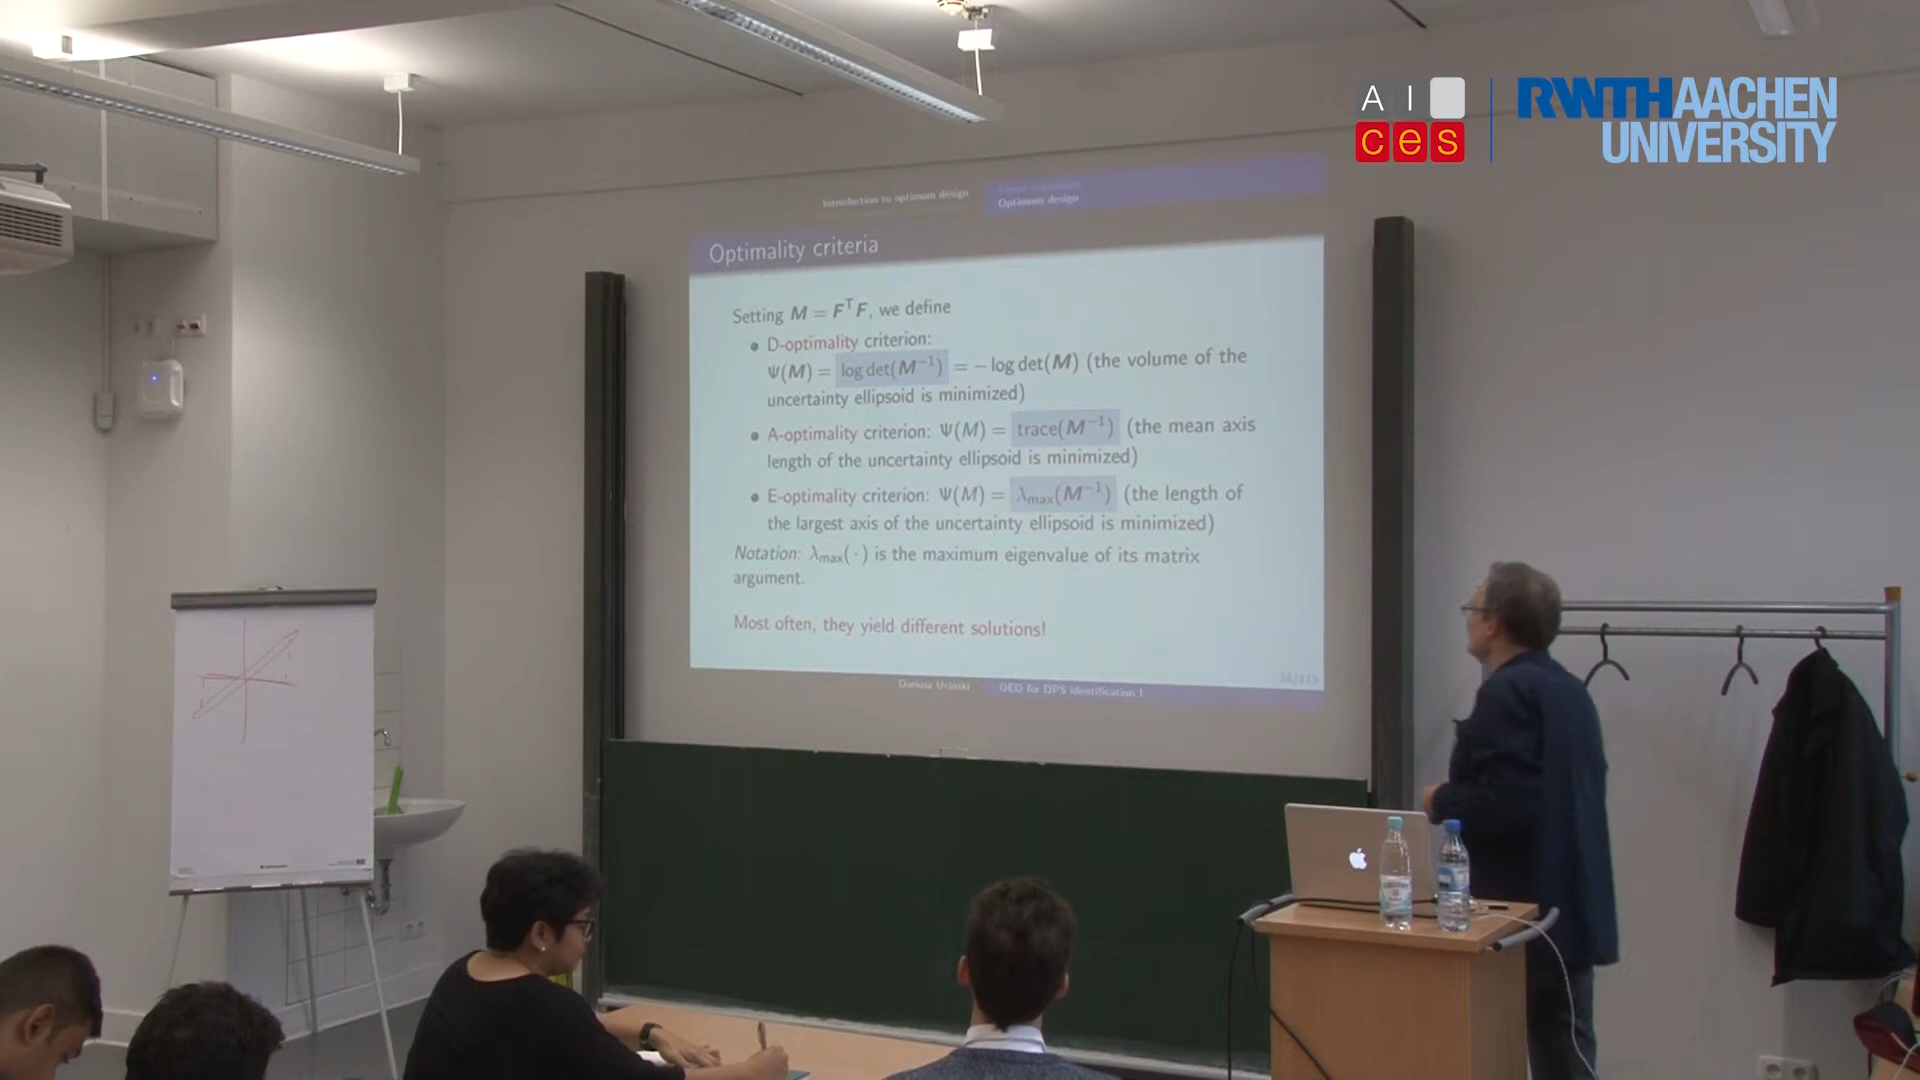 AI
ces
RWTHAACHEN
UNIVERSITY
Introduction to optimum design
Optimum design
Optimality criteria
Setting M = FᵀF, we define
• D-optimality criterion:
Ψ(M) = log det(M⁻¹) = − log det(M) (the volume of the
uncertainty ellipsoid is minimized)
• A-optimality criterion: Ψ(M) = trace(M⁻¹) (the mean axis
length of the uncertainty ellipsoid is minimized)
• E-optimality criterion: Ψ(M) = λmax(M⁻¹) (the length of
the largest axis of the uncertainty ellipsoid is minimized)
Notation: λmax(·) is the maximum eigenvalue of its matrix
argument.
Most often, they yield different solutions!
Dariusz Uciński
OED for DPS identification I